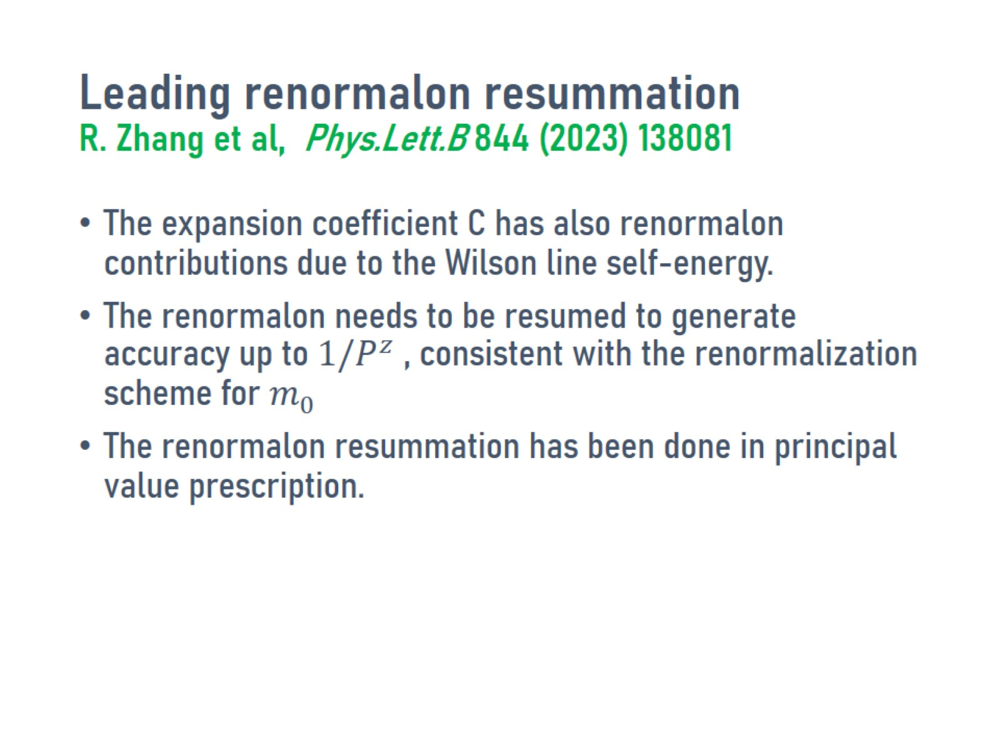 Leading renormalon resummation
R. Zhang et al, Phys.Lett.B 844 (2023) 138081
• The expansion coefficient C has also renormalon
contributions due to the Wilson line self-energy.
• The renormalon needs to be resumed to generate
accuracy up to 1/P^z , consistent with the renormalization
scheme for m_0
• The renormalon resummation has been done in principal
value prescription.